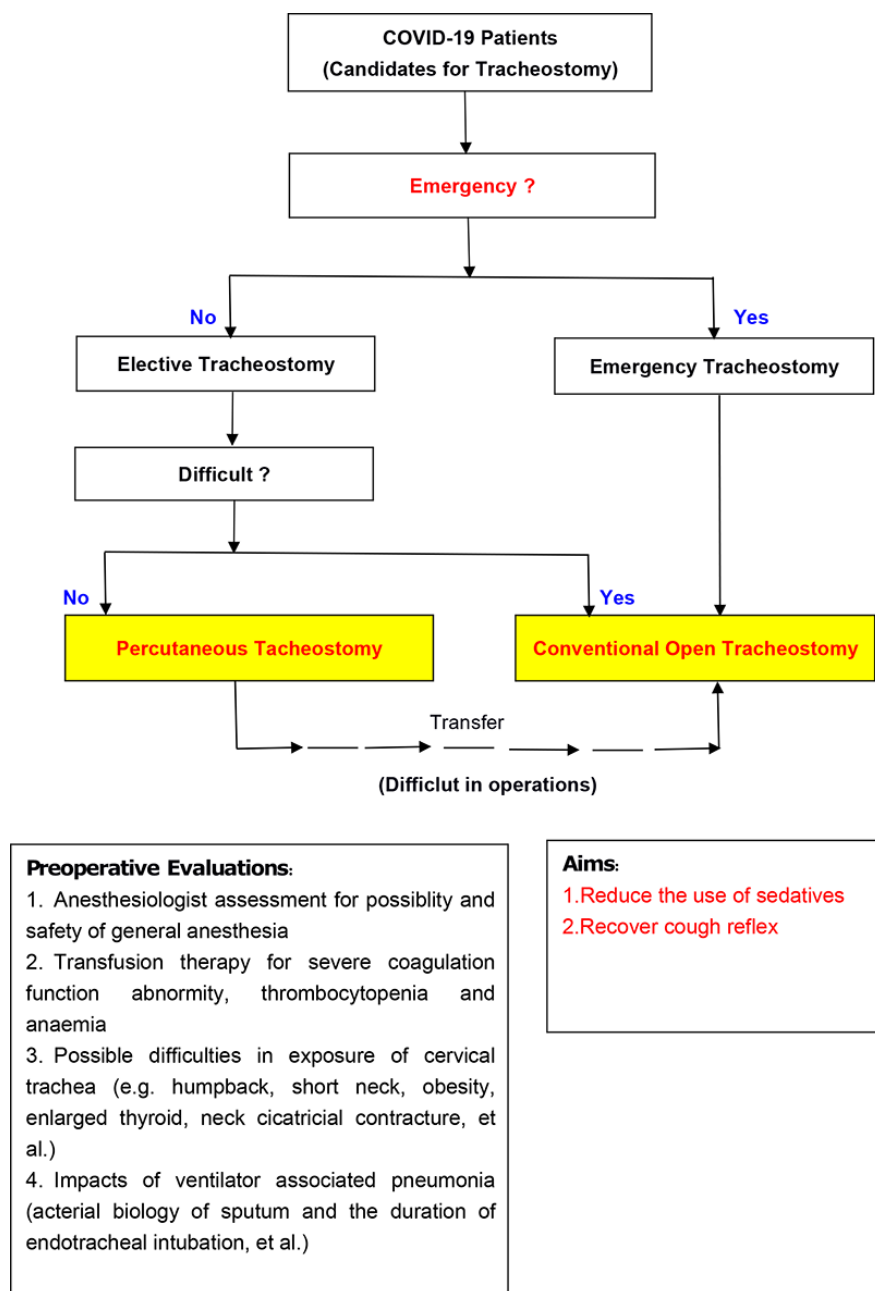 COVID-19 Patients
(Candidates for Tracheostomy)
Emergency ?
No
Yes
Elective Tracheostomy
Emergency Tracheostomy
Difficult ?
No
Yes
Percutaneous Tacheostomy
Conventional Open Tracheostomy
Transfer
(Difficlut in operations)
Preoperative Evaluations:
1. Anesthesiologist assessment for possiblity and
safety of general anesthesia
2. Transfusion therapy for severe coagulation
function abnormity, thrombocytopenia and
anaemia
3. Possible difficulties in exposure of cervical
trachea (e.g. humpback, short neck, obesity,
enlarged thyroid, neck cicatricial contracture, et
al.)
4. Impacts of ventilator associated pneumonia
(acterial biology of sputum and the duration of
endotracheal intubation, et al.)
Aims:
1.Reduce the use of sedatives
2.Recover cough reflex